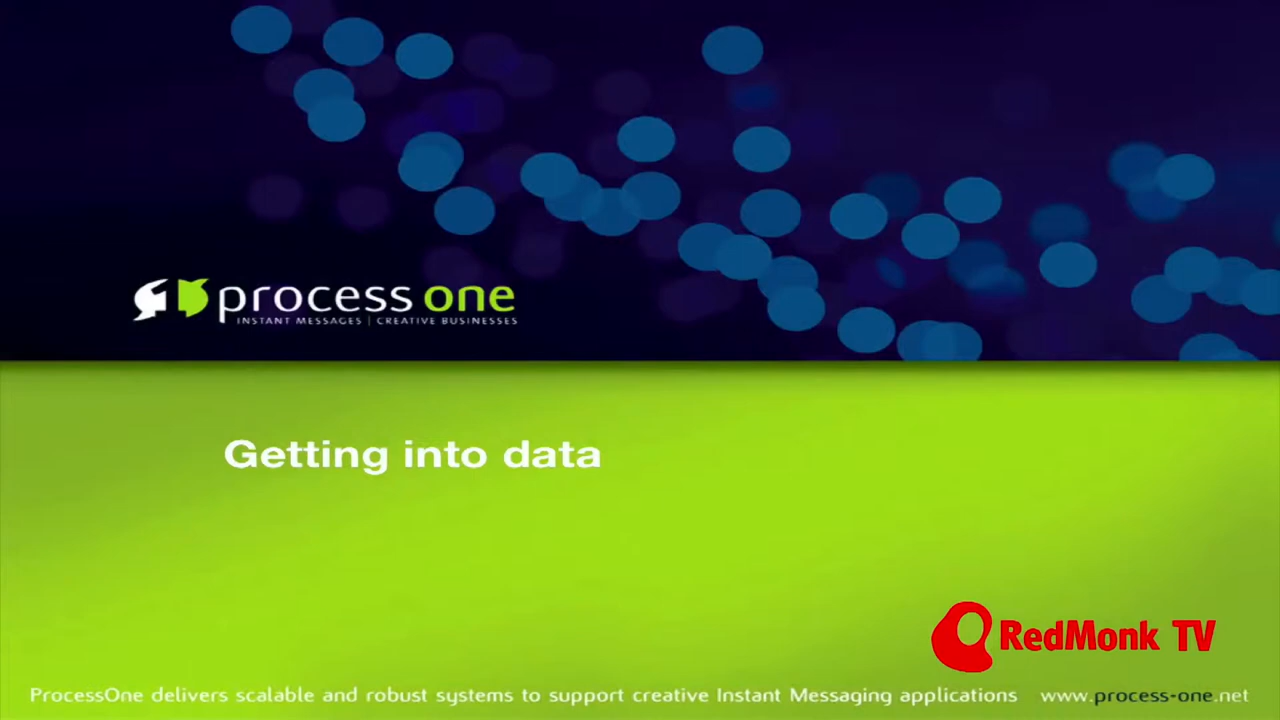 process one
INSTANT MESSAGES | CREATIVE BUSINESSES
Getting into data
RedMonk TV
ProcessOne delivers scalable and robust systems to support creative Instant Messaging applications www.process-one.net